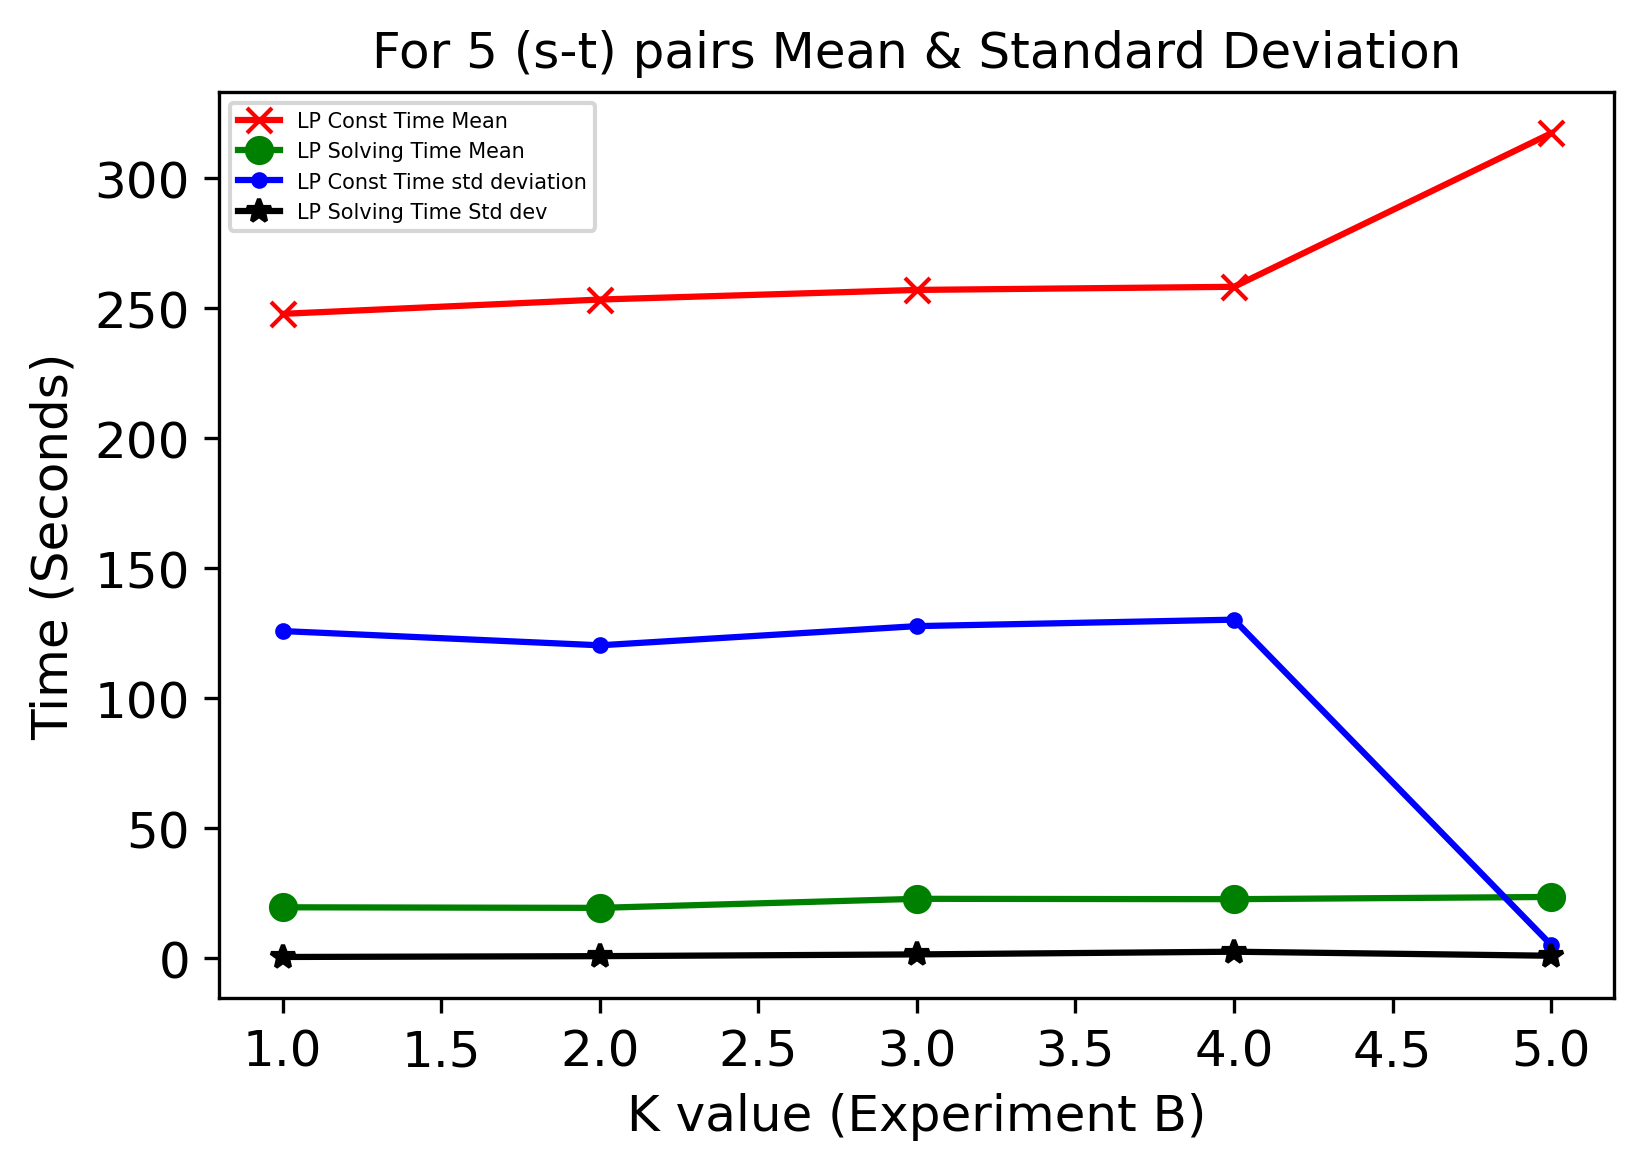 For 5 (s-t) pairs Mean & Standard Deviation
LP Const Time Mean
LP Solving Time Mean
LP Const Time std deviation
LP Solving Time Std dev
Time (Seconds)
300
250
200
150
100
50
0
1.0 1.5 2.0 2.5 3.0 3.5 4.0 4.5 5.0
K value (Experiment B)